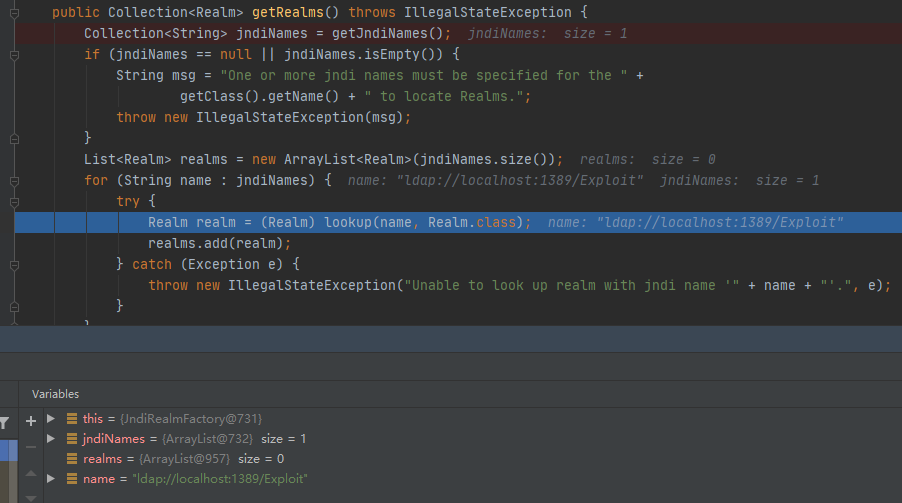 public Collection<Realm> getRealms() throws IllegalStateException {
Collection<String> jndiNames = getJndiNames();  jndiNames:  size = 1
if (jndiNames == null || jndiNames.isEmpty()) {
String msg = "One or more jndi names must be specified for the " +
getClass().getName() + " to locate Realms.";
throw new IllegalStateException(msg);
}
List<Realm> realms = new ArrayList<Realm>(jndiNames.size());  realms:  size = 0
for (String name : jndiNames) {  name: "ldap://localhost:1389/Exploit"  jndiNames:  size = 1
try {
Realm realm = (Realm) lookup(name, Realm.class);  name: "ldap://localhost:1389/Exploit"
realms.add(realm);
} catch (Exception e) {
throw new IllegalStateException("Unable to look up realm with jndi name '" + name + "'.", e);
}
}
Variables
this = {JndiRealmFactory@731}
jndiNames = {ArrayList@732} size = 1
realms = {ArrayList@957} size = 0
name = "ldap://localhost:1389/Exploit"